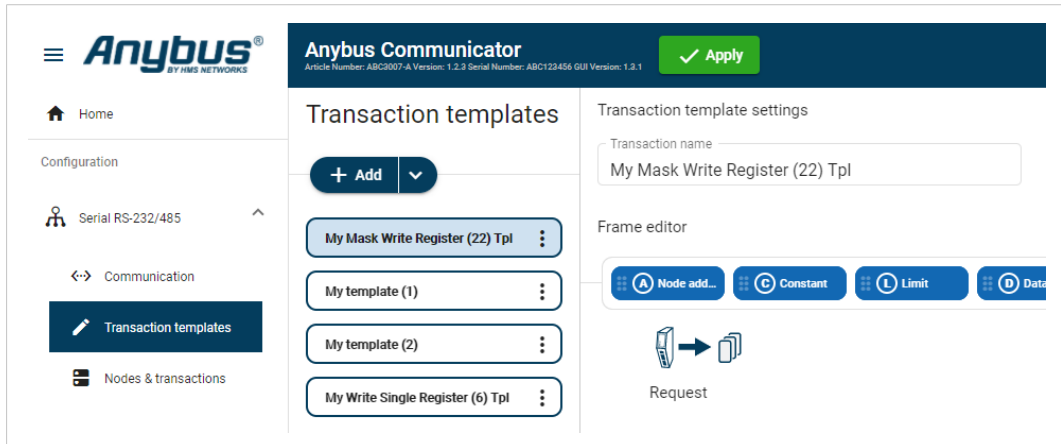 Anybus®
BY HMS NETWORKS
Anybus Communicator
Article Number: ABC3007-A Version: 1.2.3 Serial Number: ABC123456 GUI Version: 1.3.1
Apply
Home
Configuration
Serial RS-232/485
Communication
Transaction templates
Nodes & transactions
Transaction templates
+ Add
My Mask Write Register (22) Tpl
My template (1)
My template (2)
My Write Single Register (6) Tpl
Transaction template settings
Transaction name
My Mask Write Register (22) Tpl
Frame editor
A Node add...
C Constant
L Limit
D Data
Request